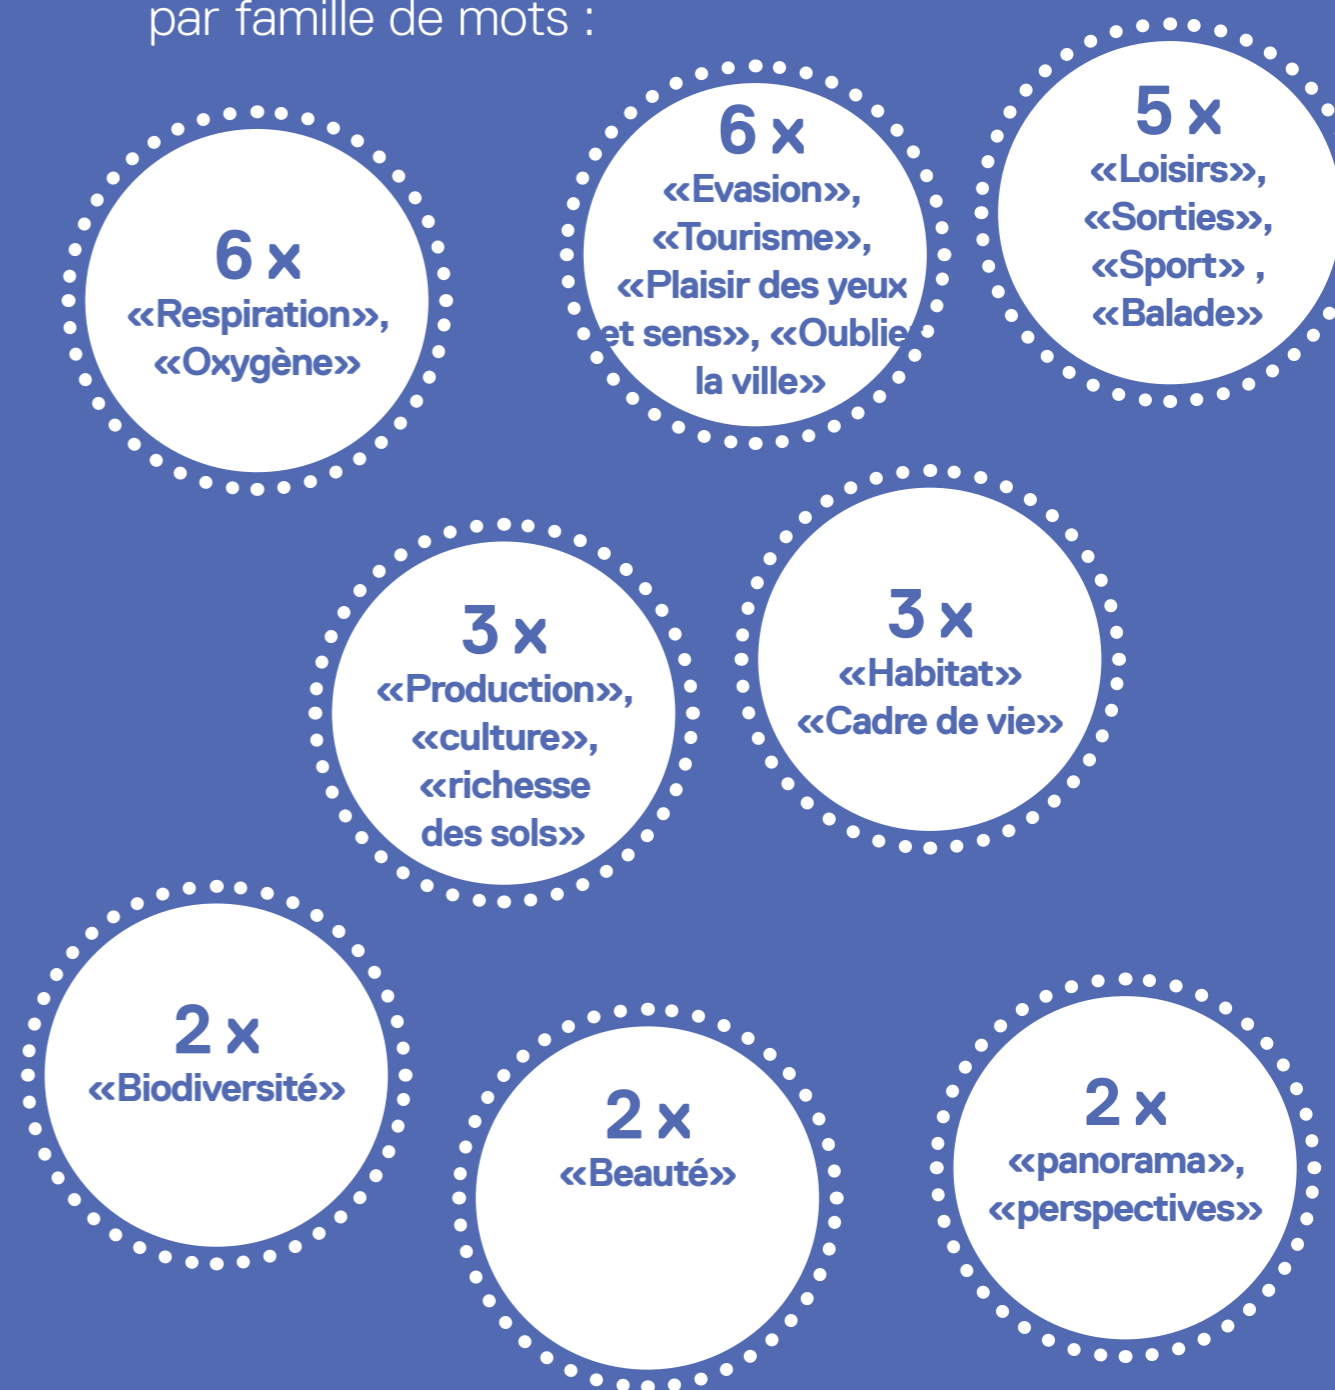 par famille de mots :
6 x
«Respiration»,
«Oxygène»
6 x
«Evasion»,
«Tourisme»,
«Plaisir des yeux
et sens», «Oublier
la ville»
5 x
«Loisirs»,
«Sorties»,
«Sport» ,
«Balade»
3 x
«Production»,
«culture»,
«richesse
des sols»
3 x
«Habitat»
«Cadre de vie»
2 x
«Biodiversité»
2 x
«Beauté»
2 x
«panorama»,
«perspectives»